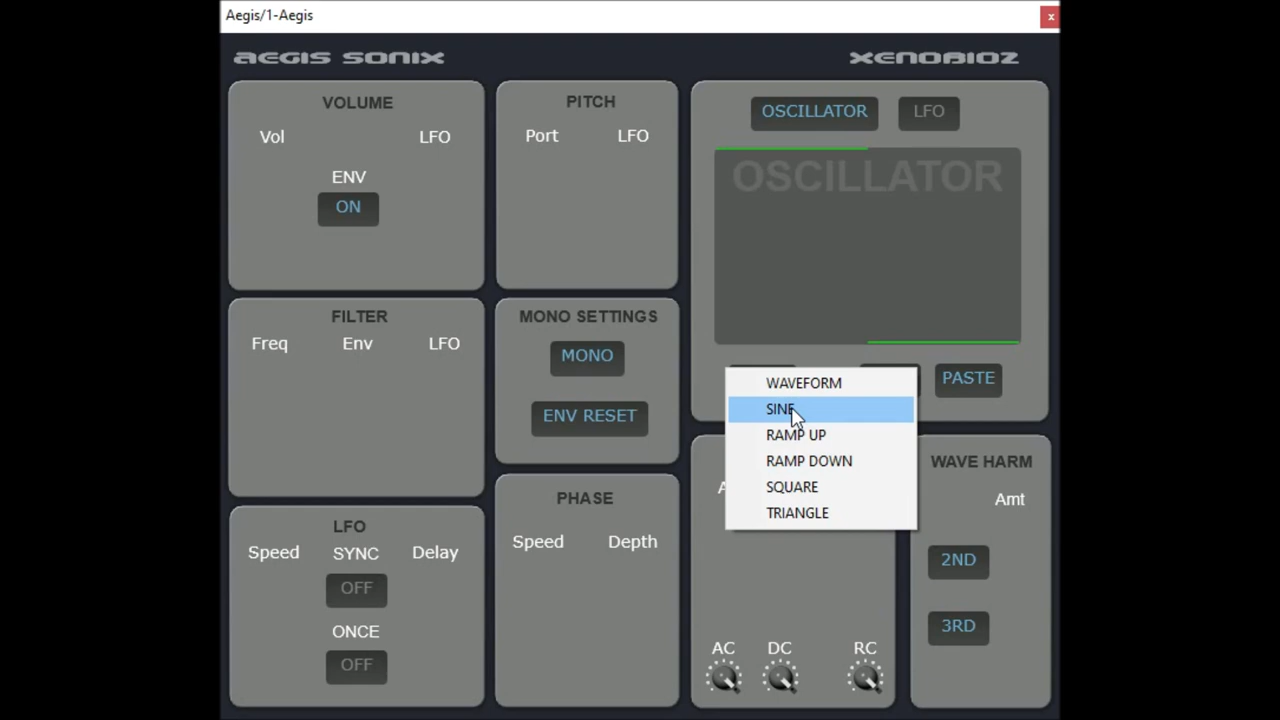 Aegis/1-Aegis
x
AEGIS SONIX
XENOBIOZ
VOLUME
Vol
LFO
ENV
ON
PITCH
Port
LFO
OSCILLATOR
LFO
OSCILLATOR
PASTE
WAVEFORM
SINE
RAMP UP
RAMP DOWN
SQUARE
TRIANGLE
FILTER
Freq
Env
LFO
MONO SETTINGS
MONO
ENV RESET
LFO
Speed
SYNC
Delay
OFF
ONCE
OFF
PHASE
Speed
Depth
AC
DC
RC
WAVE HARM
Amt
2ND
3RD